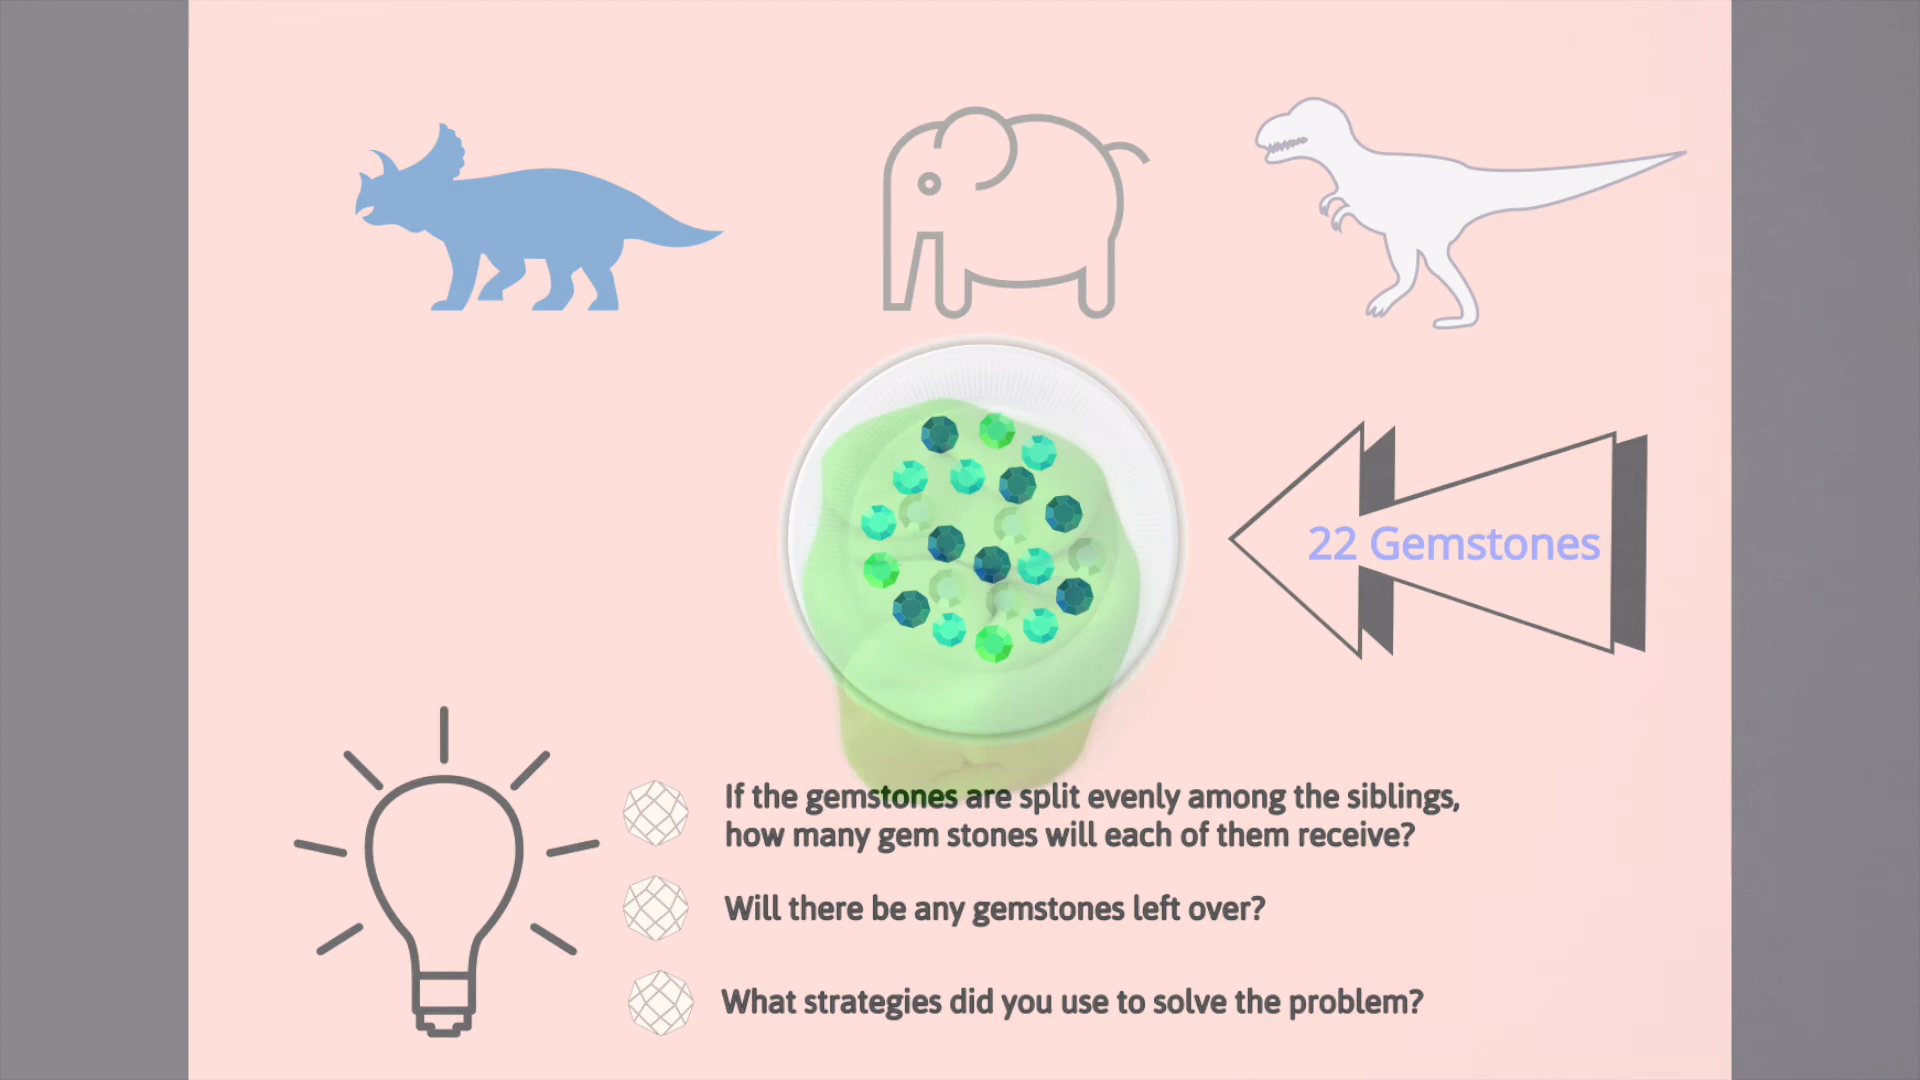 22 Gemstones
If the gemstones are split evenly among the siblings,
how many gem stones will each of them receive?
Will there be any gemstones left over?
What strategies did you use to solve the problem?